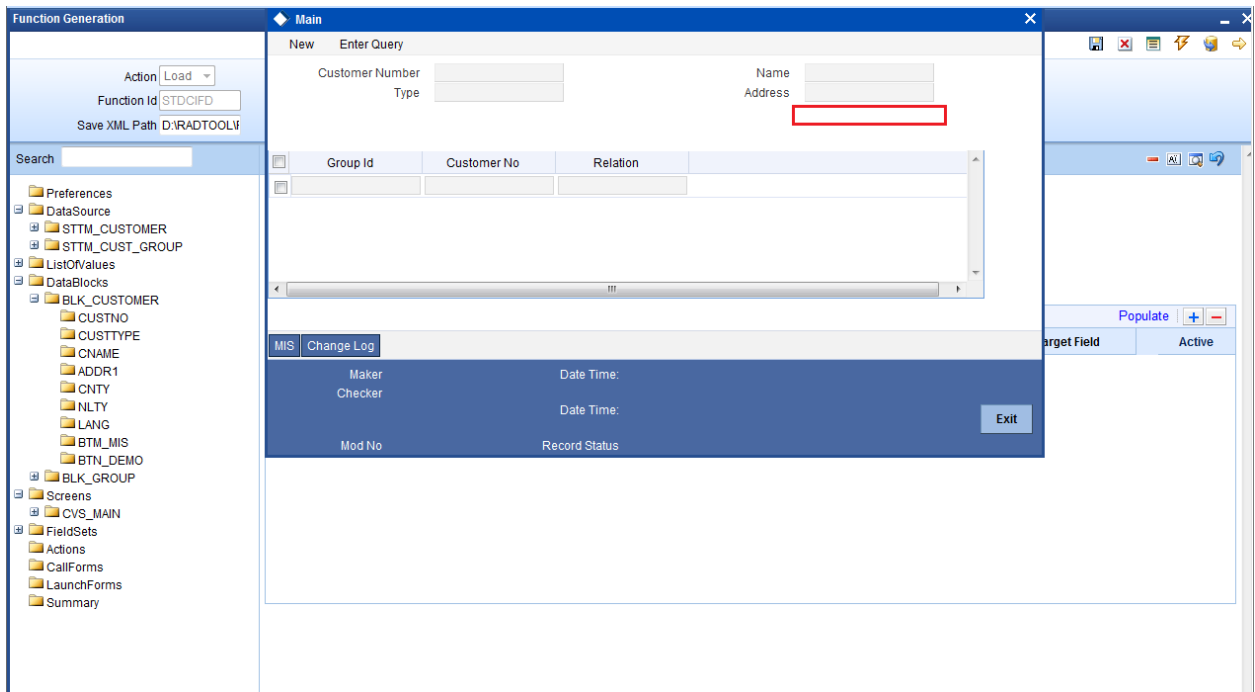 Function Generation
Main
New Enter Query
Action Load
Function Id STDCIFD
Save XML Path D:\RADTOOL\
Customer Number Name
Type Address
Search
Group Id Customer No Relation
Preferences
DataSource
STTM_CUSTOMER
STTM_CUST_GROUP
ListOfValues
DataBlocks
BLK_CUSTOMER
CUSTNO
CUSTTYPE
CNAME
ADDR1
CNTY
NLTY
LANG
BTM_MIS
BTN_DEMO
BLK_GROUP
Screens
CVS_MAIN
FieldSets
Actions
CallForms
LaunchForms
Summary
Populate
arget Field Active
MIS Change Log
Maker Date Time:
Checker
Date Time:
Exit
Mod No Record Status